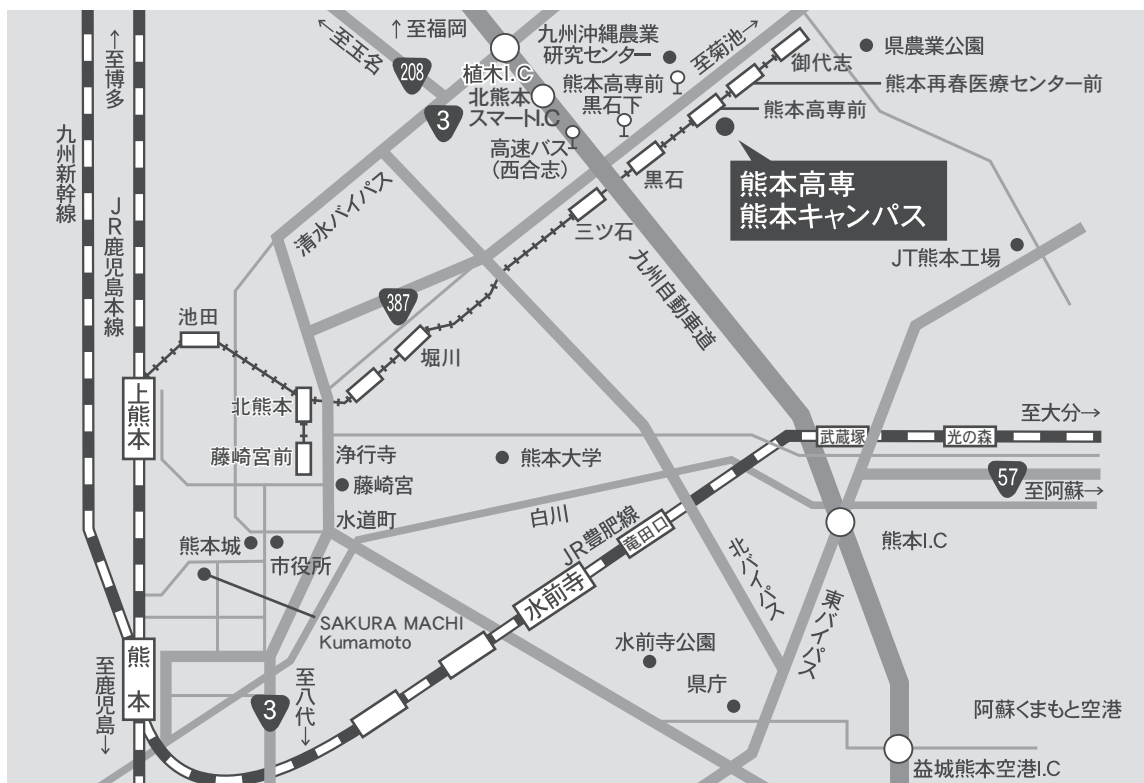 ←至玉名
↑至福岡
208
3
植木I.C
北熊本
スマートI.C
九州沖縄農業
研究センター
熊本高専前
黒石下
高速バス
(西合志)
至菊池→
御代志
県農業公園
熊本再春医療センター前
熊本高専前
熊本高専
熊本キャンパス
黒石
三ツ石
JT熊本工場
←至博多
九州新幹線
JR鹿児島本線
清水バイパス
387
九州自動車道
池田
堀川
上熊本
北熊本
藤崎宮前
浄行寺
藤崎宮
水道町
熊本大学
武蔵塚
光の森
至大分→
57
至阿蘇→
白川
JR豊肥線
竜田口
水前寺
北バイパス
東バイパス
熊本I.C
熊本城
市役所
SAKURA MACHI
Kumamoto
熊本
至鹿児島→
3
至八代→
水前寺公園
県庁
阿蘇くまもと空港
益城熊本空港I.C